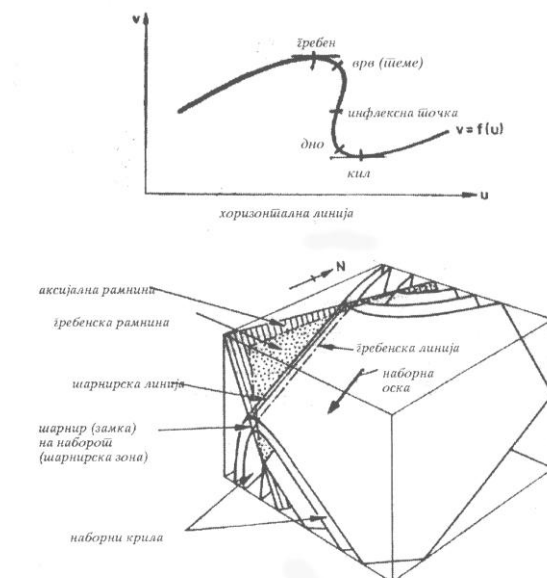 v
гребен
врв (теме)
инфлексна точка
v=f(u)
дно
кил
u
хоризонтална линија
N
аксијална рамнина
гребенска рамнина
гребенска линија
наборна
оска
шарнирска линија
шарнир (замка)
на наборот
(шарнирска зона)
наборни крила